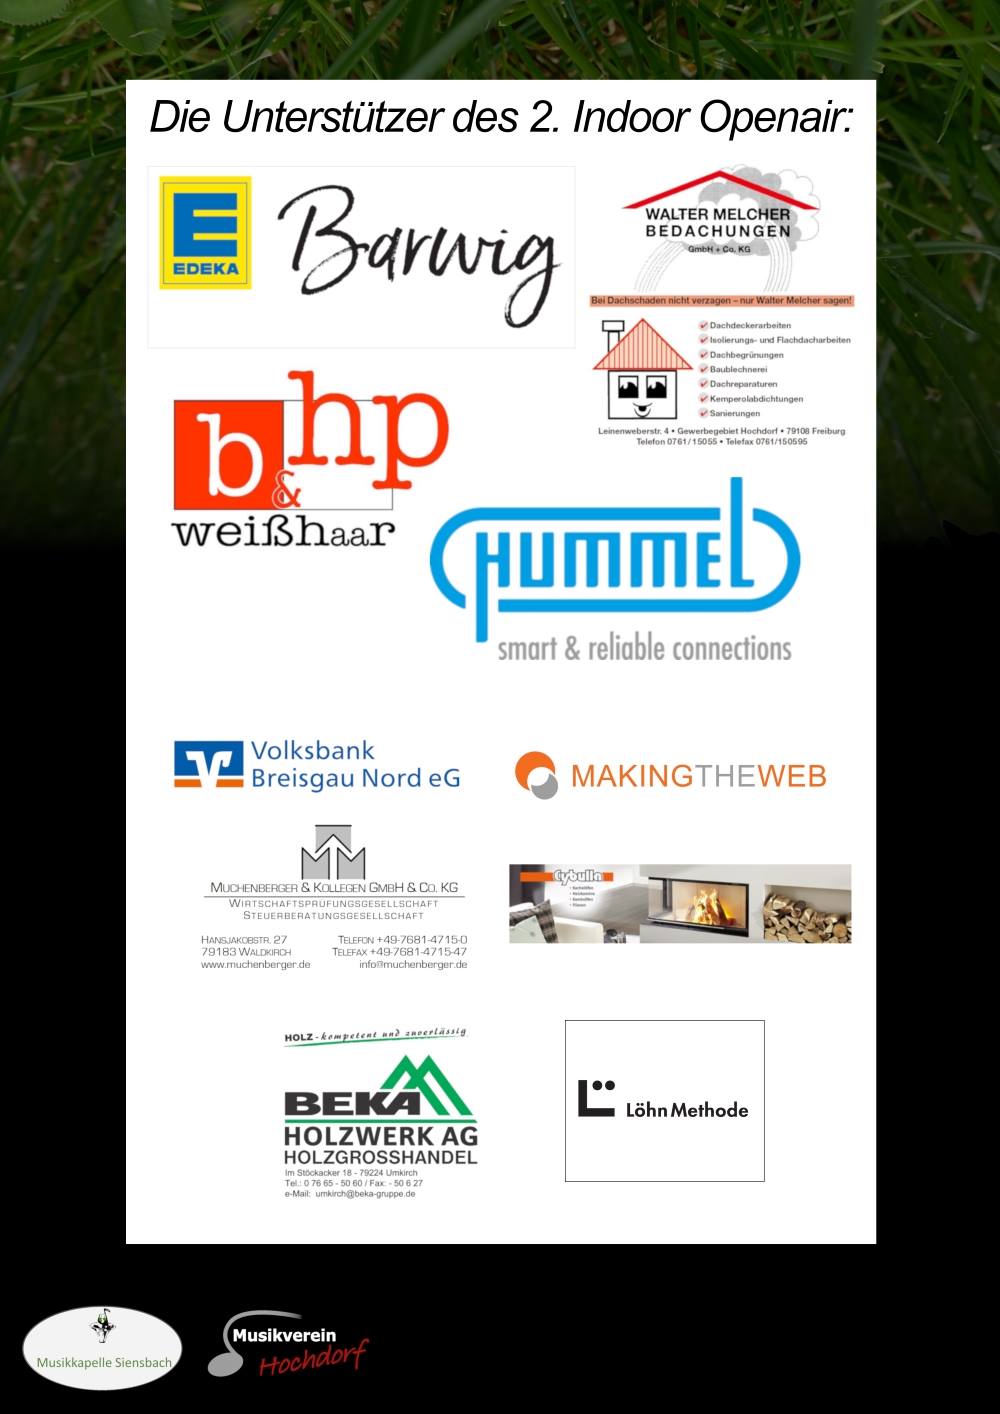 Die Unterstützer des 2. Indoor Openair:
E
EDEKA
Barwig
WALTER MELCHER
BEDACHUNGEN
GmbH + Co. KG
Bei Dachschaden nicht verzagen – nur Walter Melcher sagen!
Dachdeckerarbeiten
Isolierungs- und Flachdacharbeiten
Dachbegrünungen
Baublechnerei
Dachreparaturen
Kemperolabdichtungen
Sanierungen
Leinenweberstr. 4 • Gewerbegebiet Hochdorf • 79108 Freiburg
Telefon 0761/15055 • Telefax 0761/150595
bhp
&
weißhaar
HUMMEL
smart & reliable connections
Volksbank
Breisgau Nord eG
MAKINGTHEWEB
MUCHENBERGER & KOLLEGEN GMBH & CO. KG
WIRTSCHAFTSPRÜFUNGSGESELLSCHAFT
STEUERBERATUNGSGESELLSCHAFT
HANSJAKOBSTR. 27 TELEFON +49-7681-4715-0
79183 WALDKIRCH TELEFAX +49-7681-4715-47
www.muchenberger.de info@muchenberger.de
Cybulla
• Kachelöfen
• Heizkamine
• Kaminöfen
• Fliesen
HOLZ - kompetent und zuverlässig
BEKA
HOLZWERK AG
HOLZGROSSHANDEL
Im Stöckacker 18 - 79224 Umkirch
Tel.: 0 76 65 - 50 60 / Fax: - 50 6 27
e-Mail: umkirch@beka-gruppe.de
Löhn Methode
Musikkapelle Siensbach
Musikverein
Hochdorf